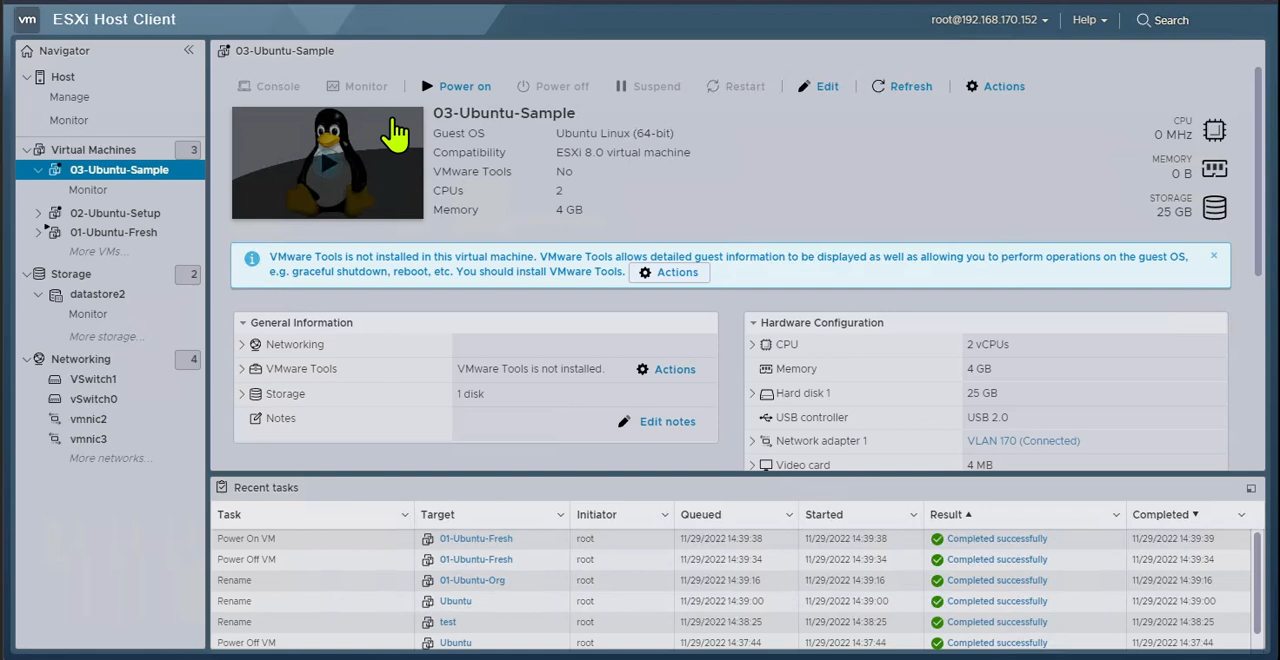 vm ESXi Host Client root@192.168.170.152 Help Search
Navigator
Host
Manage
Monitor
Virtual Machines 3
03-Ubuntu-Sample
Monitor
02-Ubuntu-Setup
01-Ubuntu-Fresh
More VMs...
Storage 2
datastore2
Monitor
More storage...
Networking 4
VSwitch1
vSwitch0
vmnic2
vmnic3
More networks...
03-Ubuntu-Sample
Console Monitor Power on Power off Suspend Restart Edit Refresh Actions
03-Ubuntu-Sample
Guest OS Ubuntu Linux (64-bit)
Compatibility ESXi 8.0 virtual machine
VMware Tools No
CPUs 2
Memory 4 GB
CPU
0 MHz
MEMORY
0 B
STORAGE
25 GB
VMware Tools is not installed in this virtual machine. VMware Tools allows detailed guest information to be displayed as well as allowing you to perform operations on the guest OS,
e.g. graceful shutdown, reboot, etc. You should install VMware Tools. Actions
General Information
Networking
VMware Tools VMware Tools is not installed. Actions
Storage 1 disk
Notes Edit notes
Hardware Configuration
CPU 2 vCPUs
Memory 4 GB
Hard disk 1 25 GB
USB controller USB 2.0
Network adapter 1 VLAN 170 (Connected)
Video card 4 MB
Recent tasks
Task Target Initiator Queued Started Result Completed
Power On VM 01-Ubuntu-Fresh root 11/29/2022 14:39:38 11/29/2022 14:39:38 Completed successfully 11/29/2022 14:39:39
Power Off VM 01-Ubuntu-Fresh root 11/29/2022 14:39:34 11/29/2022 14:39:34 Completed successfully 11/29/2022 14:39:34
Rename 01-Ubuntu-Org root 11/29/2022 14:39:16 11/29/2022 14:39:16 Completed successfully 11/29/2022 14:39:16
Rename Ubuntu root 11/29/2022 14:39:00 11/29/2022 14:39:00 Completed successfully 11/29/2022 14:39:00
Rename test root 11/29/2022 14:38:25 11/29/2022 14:38:25 Completed successfully 11/29/2022 14:38:25
Power Off VM Ubuntu root 11/29/2022 14:37:44 11/29/2022 14:37:44 Completed successfully 11/29/2022 14:37:44